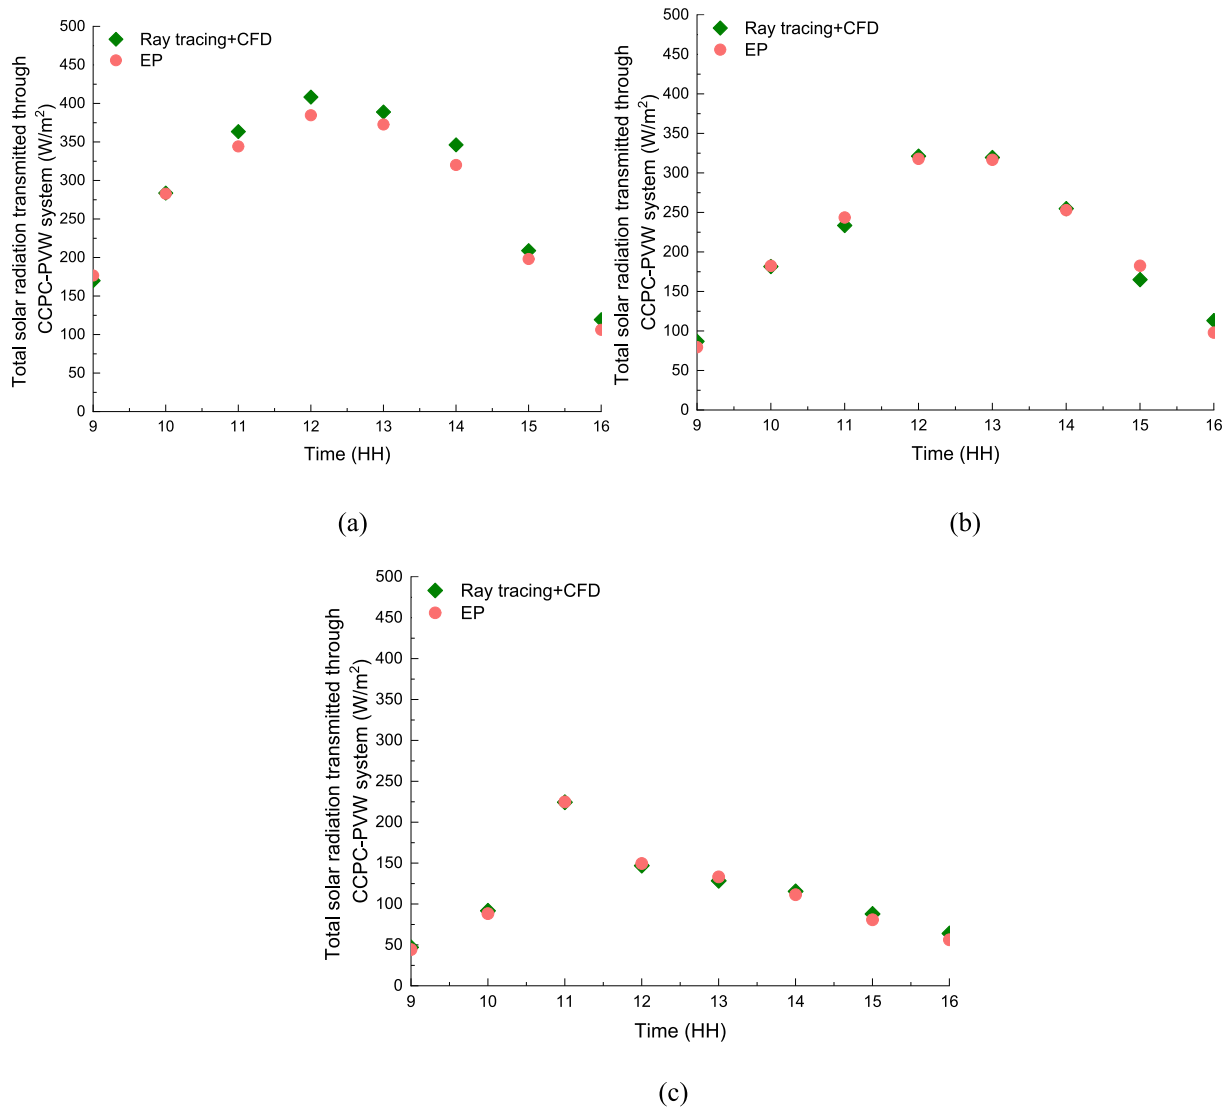 500
450
400
350
300
250
200
150
100
50
0
Total solar radiation transmitted through
CCPC-PVW system (W/m²)
Ray tracing+CFD
EP
9 10 11 12 13 14 15 16
Time (HH)
(a)
500
450
400
350
300
250
200
150
100
50
0
Total solar radiation transmitted through
CCPC-PVW system (W/m²)
Ray tracing+CFD
EP
9 10 11 12 13 14 15 16
Time (HH)
(b)
500
450
400
350
300
250
200
150
100
50
0
Total solar radiation transmitted through
CCPC-PVW system (W/m²)
Ray tracing+CFD
EP
9 10 11 12 13 14 15 16
Time (HH)
(c)